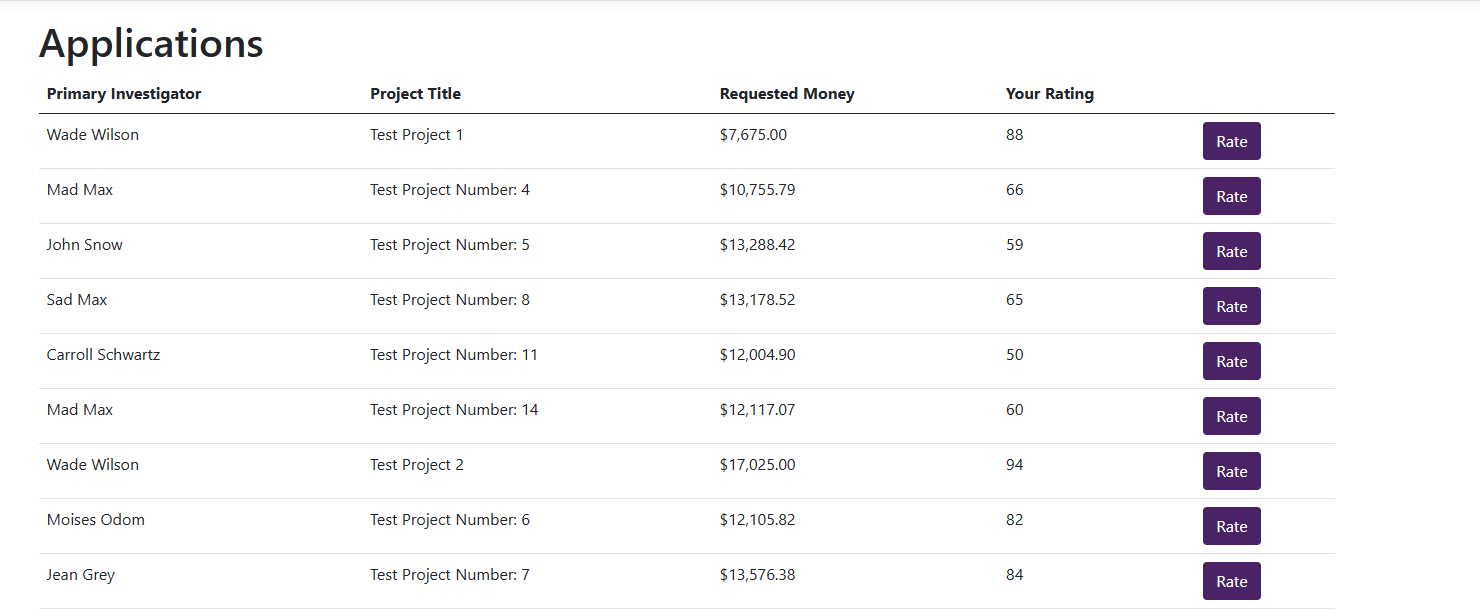 Applications
Primary Investigator Project Title Requested Money Your Rating
Wade Wilson Test Project 1 $7,675.00 88 Rate
Mad Max Test Project Number: 4 $10,755.79 66 Rate
John Snow Test Project Number: 5 $13,288.42 59 Rate
Sad Max Test Project Number: 8 $13,178.52 65 Rate
Carroll Schwartz Test Project Number: 11 $12,004.90 50 Rate
Mad Max Test Project Number: 14 $12,117.07 60 Rate
Wade Wilson Test Project 2 $17,025.00 94 Rate
Moises Odom Test Project Number: 6 $12,105.82 82 Rate
Jean Grey Test Project Number: 7 $13,576.38 84 Rate